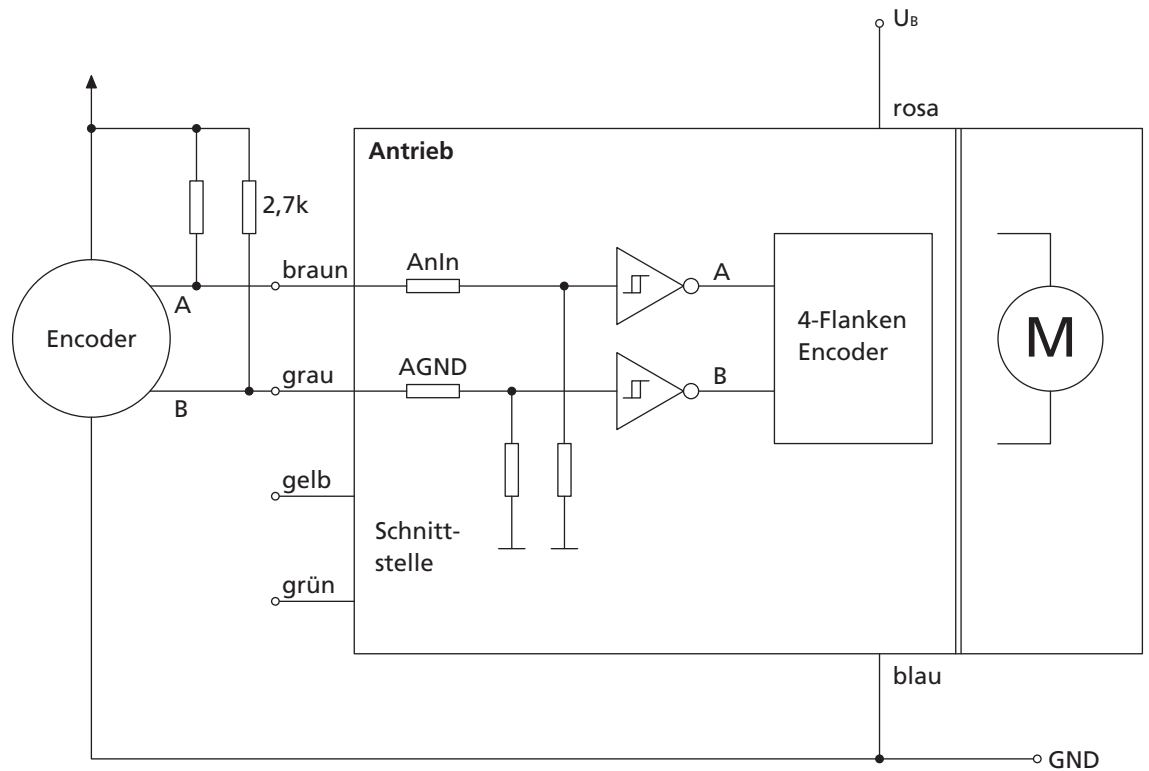 UB
rosa
Antrieb
2,7k
braun
AnIn
A
A
Encoder
4-Flanken
Encoder
M
grau
AGND
B
B
gelb
Schnitt-
stelle
grün
blau
GND